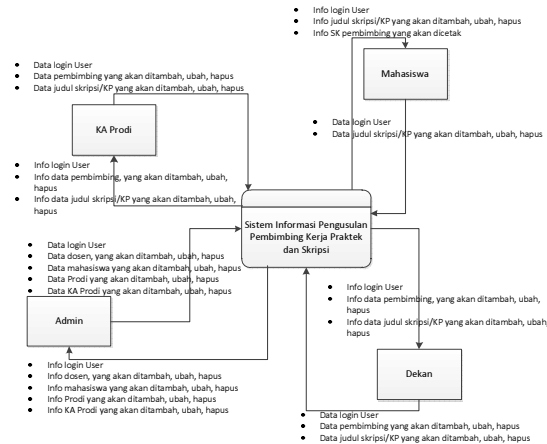 • Info login User
• Info judul skripsi/KP yang akan ditambah, ubah, hapus
• Info SK pembimbing yang akan dicetak
Mahasiswa
• Data login User
• Data pembimbing yang akan ditambah, ubah, hapus
• Data judul skripsi/KP yang akan ditambah, ubah, hapus
KA Prodi
• Data login User
• Data judul skripsi/KP yang akan ditambah, ubah, hapus
• Info login User
• Info data pembimbing, yang akan ditambah, ubah,
hapus
• Info data judul skripsi/KP yang akan ditambah, ubah,
hapus
Sistem Informasi Pengusulan
Pembimbing Kerja Praktek
dan Skripsi
• Data login User
• Data dosen, yang akan ditambah, ubah, hapus
• Data mahasiswa yang akan ditambah, ubah, hapus
• Data Prodi yang akan ditambah, ubah, hapus
• Data KA Prodi yang akan ditambah, ubah, hapus
Admin
• Info login User
• Info dosen, yang akan ditambah, ubah, hapus
• Info mahasiswa yang akan ditambah, ubah, hapus
• Info Prodi yang akan ditambah, ubah, hapus
• Info KA Prodi yang akan ditambah, ubah, hapus
• Info login User
• Info data pembimbing, yang akan ditambah, ubah,
hapus
• Info data judul skripsi/KP yang akan ditambah, ubah,
hapus
Dekan
• Data login User
• Data pembimbing yang akan ditambah, ubah, hapus
• Data judul skripsi/KP yang akan ditambah, ubah, hapus